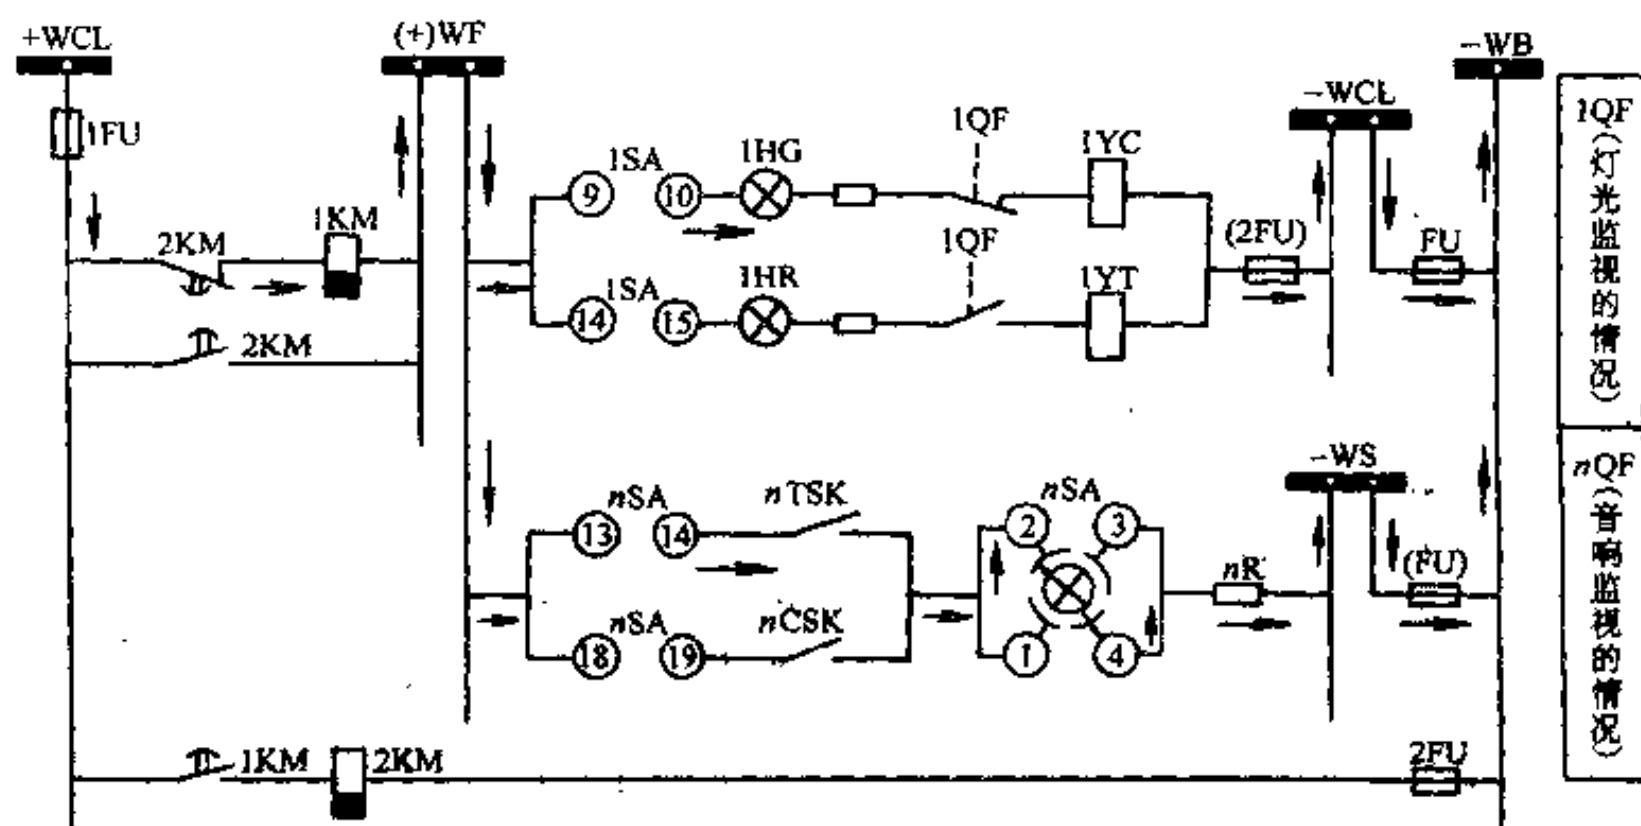 +WCL
(+)WF
-WB
1FU
-WCL
1QF
1SA
1HG
1YC
9
10
2KM
1KM
1QF
(2FU)
FU
1SA
1HR
1YT
14
15
2KM
1QF(灯光监视的情况)
-WS
nSA
nTSK
nSA
13
14
2
3
nR
(FU)
nSA
nCSK
18
19
1
4
nQF(音响监视的情况)
1KM
2KM
2FU